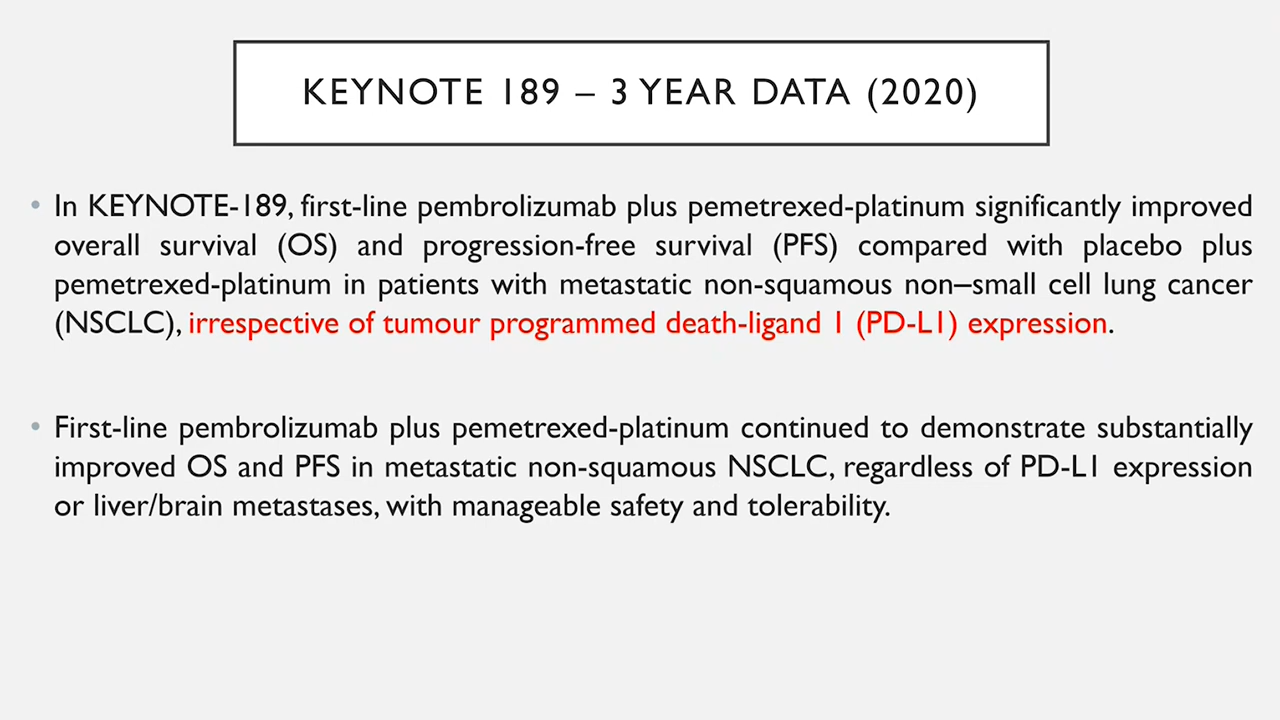 KEYNOTE 189 – 3 YEAR DATA (2020)
• In KEYNOTE-189, first-line pembrolizumab plus pemetrexed-platinum significantly improved
overall survival (OS) and progression-free survival (PFS) compared with placebo plus
pemetrexed-platinum in patients with metastatic non-squamous non–small cell lung cancer
(NSCLC), irrespective of tumour programmed death-ligand 1 (PD-L1) expression.
• First-line pembrolizumab plus pemetrexed-platinum continued to demonstrate substantially
improved OS and PFS in metastatic non-squamous NSCLC, regardless of PD-L1 expression
or liver/brain metastases, with manageable safety and tolerability.